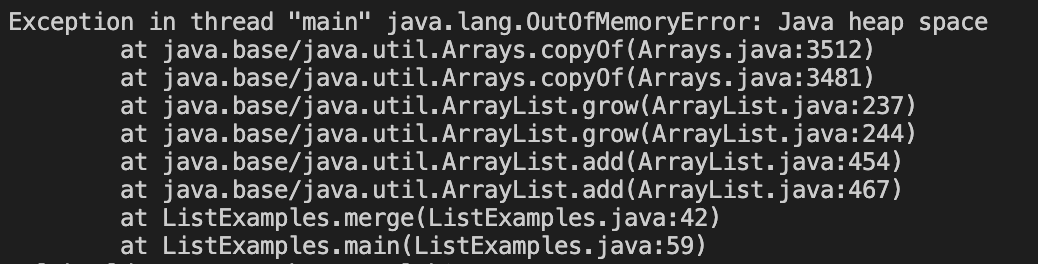 Exception in thread "main" java.lang.OutOfMemoryError: Java heap space
at java.base/java.util.Arrays.copyOf(Arrays.java:3512)
at java.base/java.util.Arrays.copyOf(Arrays.java:3481)
at java.base/java.util.ArrayList.grow(ArrayList.java:237)
at java.base/java.util.ArrayList.grow(ArrayList.java:244)
at java.base/java.util.ArrayList.add(ArrayList.java:454)
at java.base/java.util.ArrayList.add(ArrayList.java:467)
at ListExamples.merge(ListExamples.java:42)
at ListExamples.main(ListExamples.java:59)